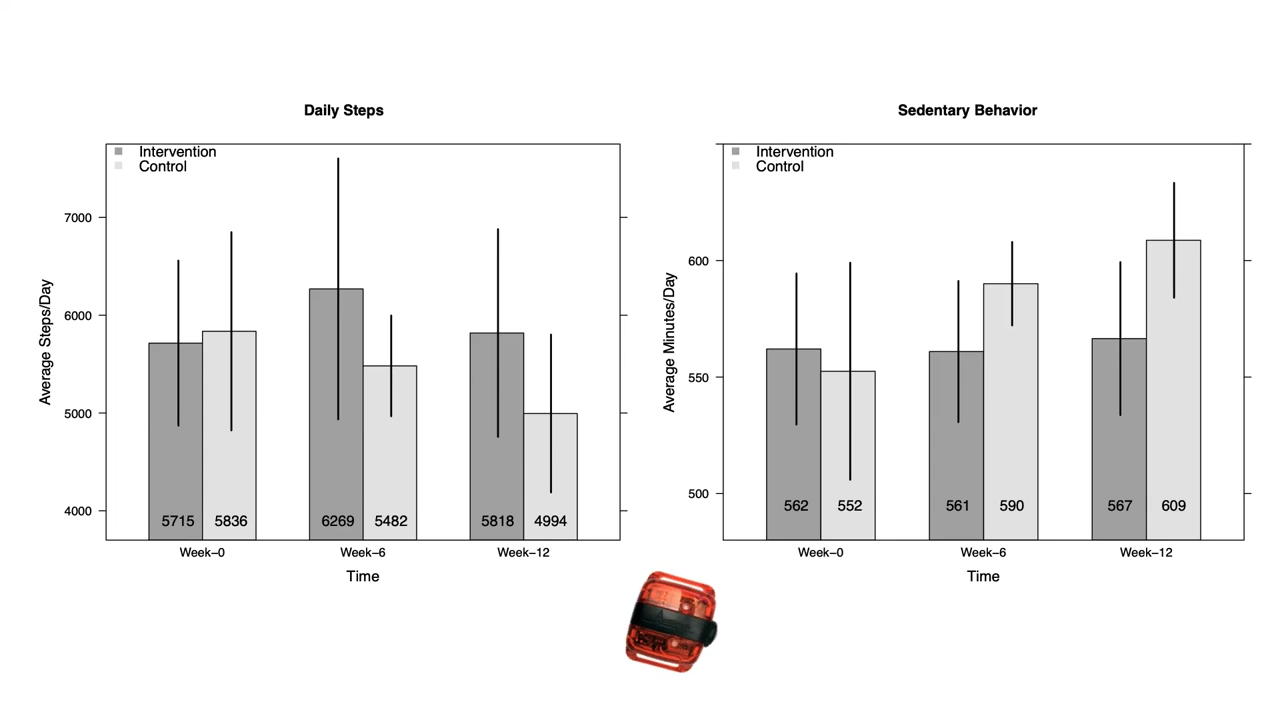 Daily Steps
Intervention
Control
7000
6000
5000
4000
Average Steps/Day
5715 5836 6269 5482 5818 4994
Week–0 Week–6 Week–12
Time
Sedentary Behavior
Intervention
Control
600
550
500
Average Minutes/Day
562 552 561 590 567 609
Week–0 Week–6 Week–12
Time